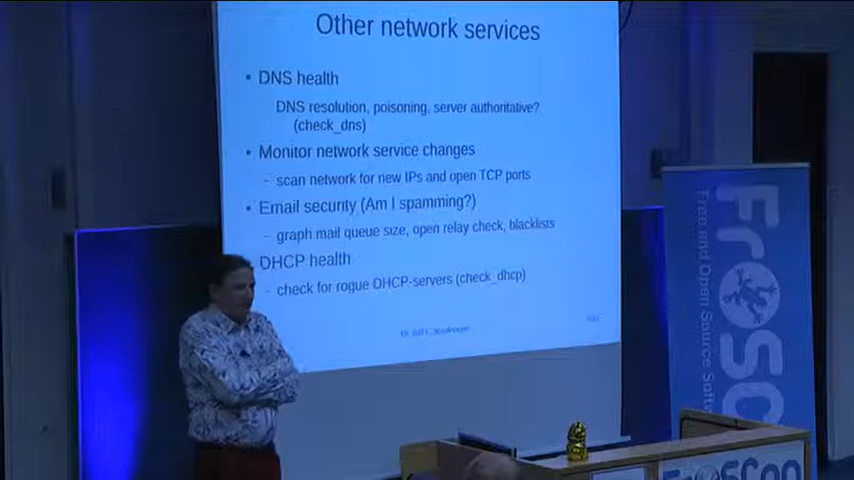 Other network services
• DNS health
DNS resolution, poisoning, server authoritative?
(check_dns)
• Monitor network service changes
– scan network for new IPs and open TCP ports
• Email security (Am I spamming?)
– graph mail queue size, open relay check, blacklists
DHCP health
– check for rogue DHCP-servers (check_dhcp)
Free and Open Source
FrOSC
FrOSCon